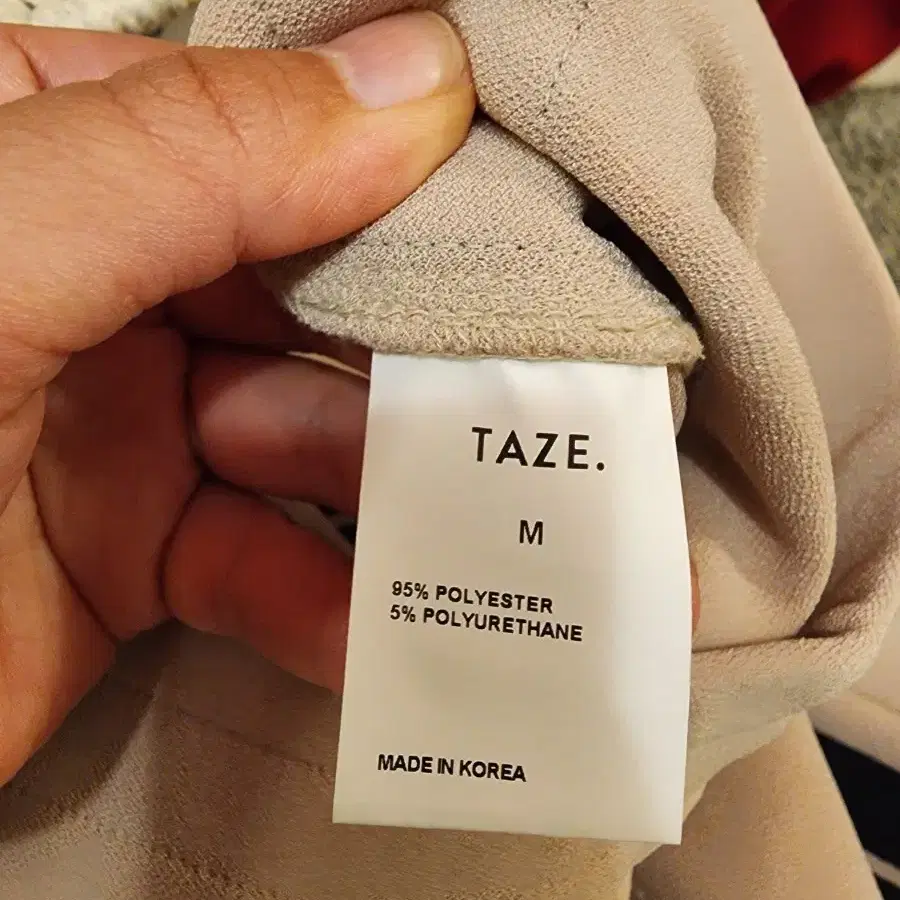 TAZE.
M
95% POLYESTER
5% POLYURETHANE
MADE IN KOREA